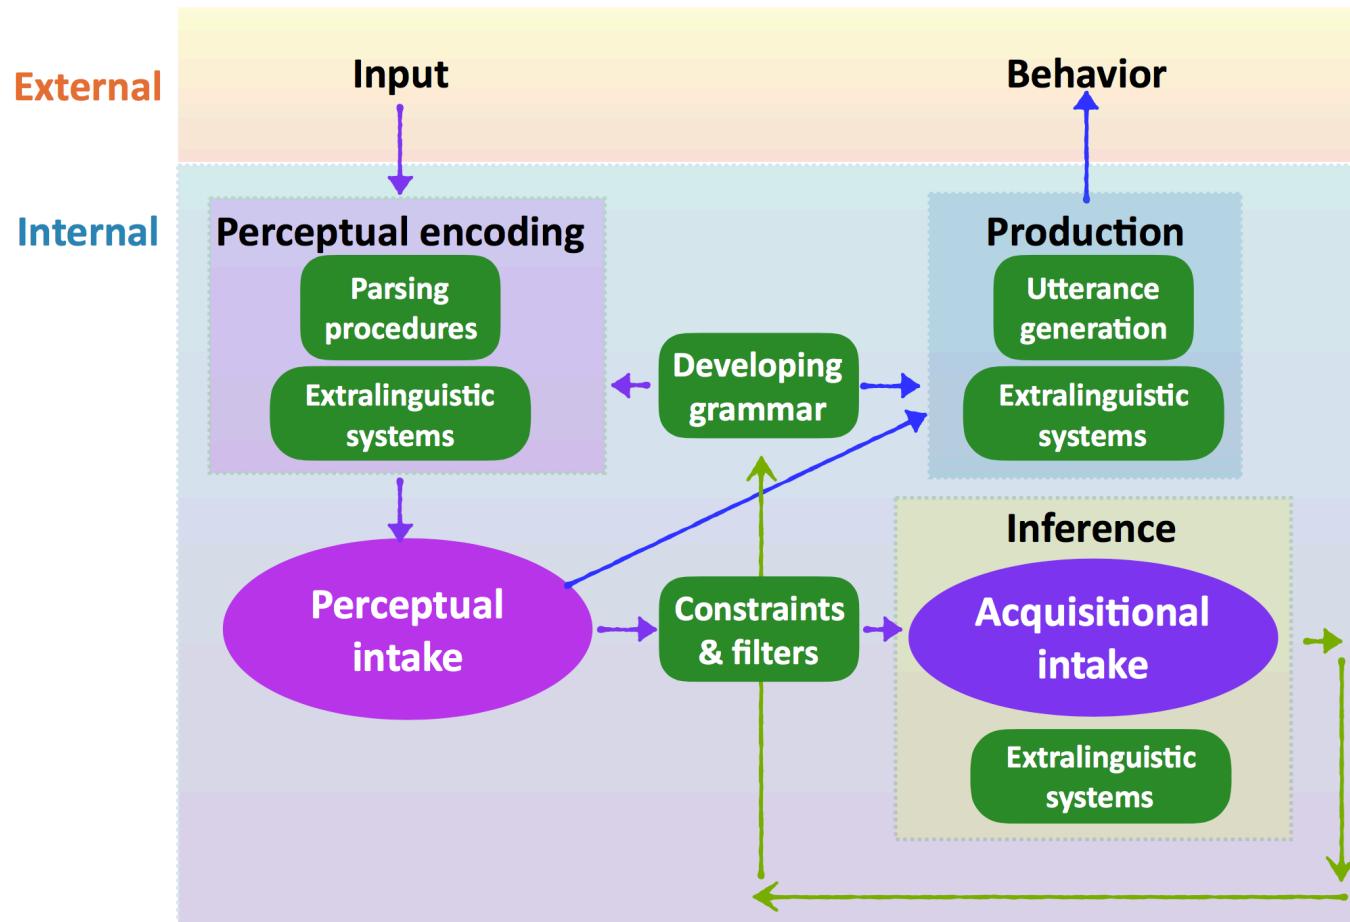 External
Input
Behavior
Internal
Perceptual encoding
Parsing
procedures
Extralinguistic
systems
Developing
grammar
Production
Utterance
generation
Extralinguistic
systems
Perceptual
intake
Constraints
& filters
Inference
Acquisitional
intake
Extralinguistic
systems